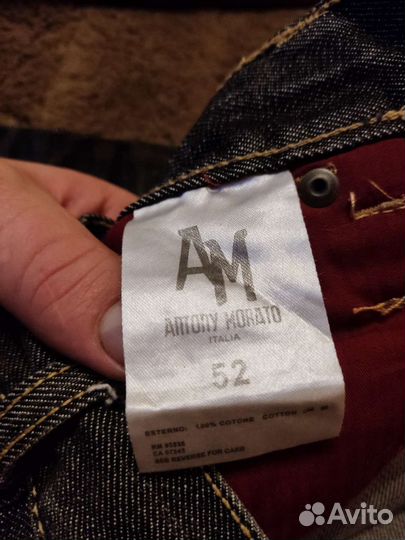 AM
ANTONY MORATO
ITALIA
52
ESTERNO: 100% COTONE COTTON
SEE REVERSE FOR CARE
Avito